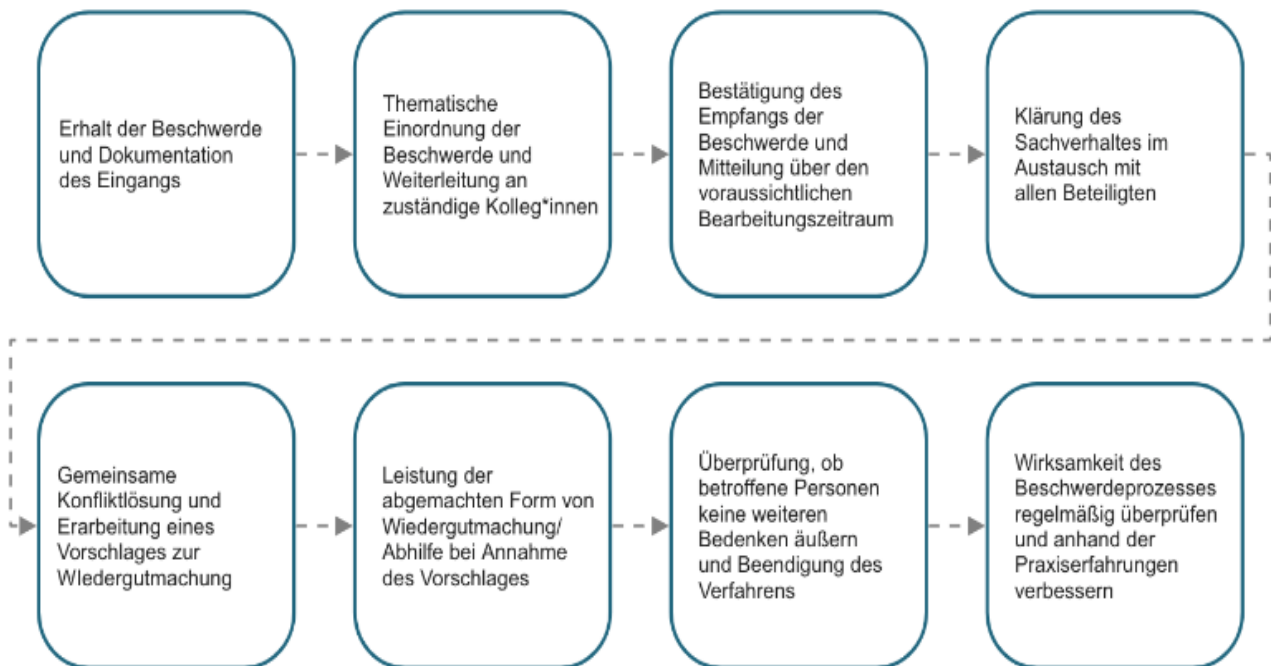 Erhalt der Beschwerde
und Dokumentation
des Eingangs
Thematische
Einordnung der
Beschwerde und
Weiterleitung an
zuständige Kolleg*innen
Bestätigung des
Empfangs der
Beschwerde und
Mitteilung über den
voraussichtlichen
Bearbeitungszeitraum
Klärung des
Sachverhaltes im
Austausch mit
allen Beteiligten
Gemeinsame
Konfliktlösung und
Erarbeitung eines
Vorschlages zur
WIedergutmachung
Leistung der
abgemachten Form von
Wiedergutmachung/
Abhilfe bei Annahme
des Vorschlages
Überprüfung, ob
betroffene Personen
keine weiteren
Bedenken äußern
und Beendigung des
Verfahrens
Wirksamkeit des
Beschwerdeprozesses
regelmäßig überprüfen
und anhand der
Praxiserfahrungen
verbessern